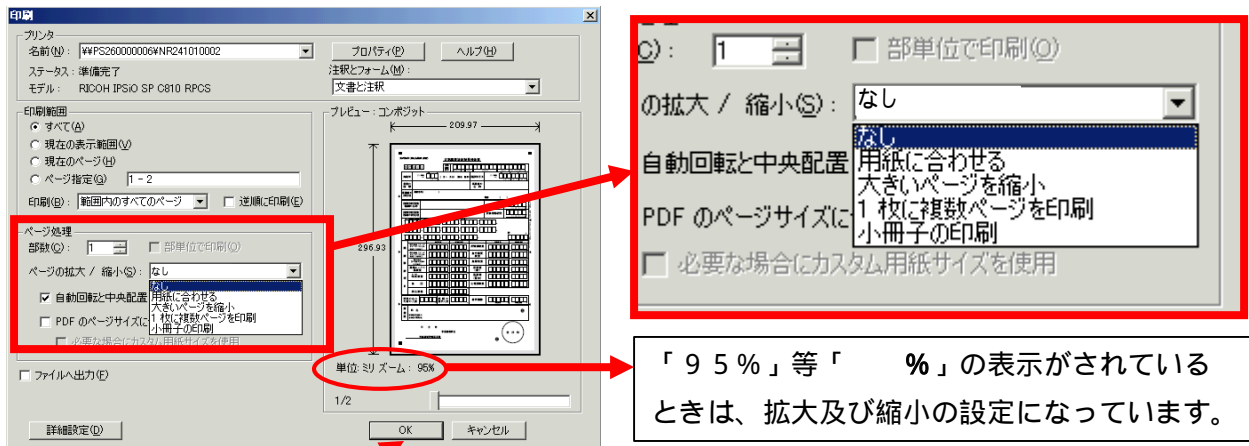 印刷
プリンタ
名前(N): ¥¥PS260000006¥NR241010002
プロパティ(P)
ヘルプ(H)
ステータス: 準備完了
注釈とフォーム(M):
モデル: RICOH IPSiO SP C810 RPCS
文書と注釈
印刷範囲
すべて(A)
現在の表示範囲(V)
現在のページ(H)
ページ指定(G) 1 - 2
印刷(B): 範囲内のすべてのページ
逆順に印刷(E)
ページ処理
部数(C): 1
部単位で印刷(O)
ページの拡大 / 縮小(S): なし
なし
用紙に合わせる
大きいページを縮小
1 枚に複数ページを印刷
小冊子の印刷
自動回転と中央配置
PDF のページサイズに
必要な場合にカスタム用紙サイズを使用
ファイルへ出力(F)
プレビュー: コンポジット
209.97
296.93
単位: ミリ ズーム: 95%
1/2
詳細設定(D)
OK
キャンセル
C): 1
部単位で印刷(O)
の拡大 / 縮小(S): なし
なし
用紙に合わせる
大きいページを縮小
1 枚に複数ページを印刷
小冊子の印刷
自動回転と中央配置
PDF のページサイズに
必要な場合にカスタム用紙サイズを使用
「95%」等「　　%」の表示がされている
ときは、拡大及び縮小の設定になっています。